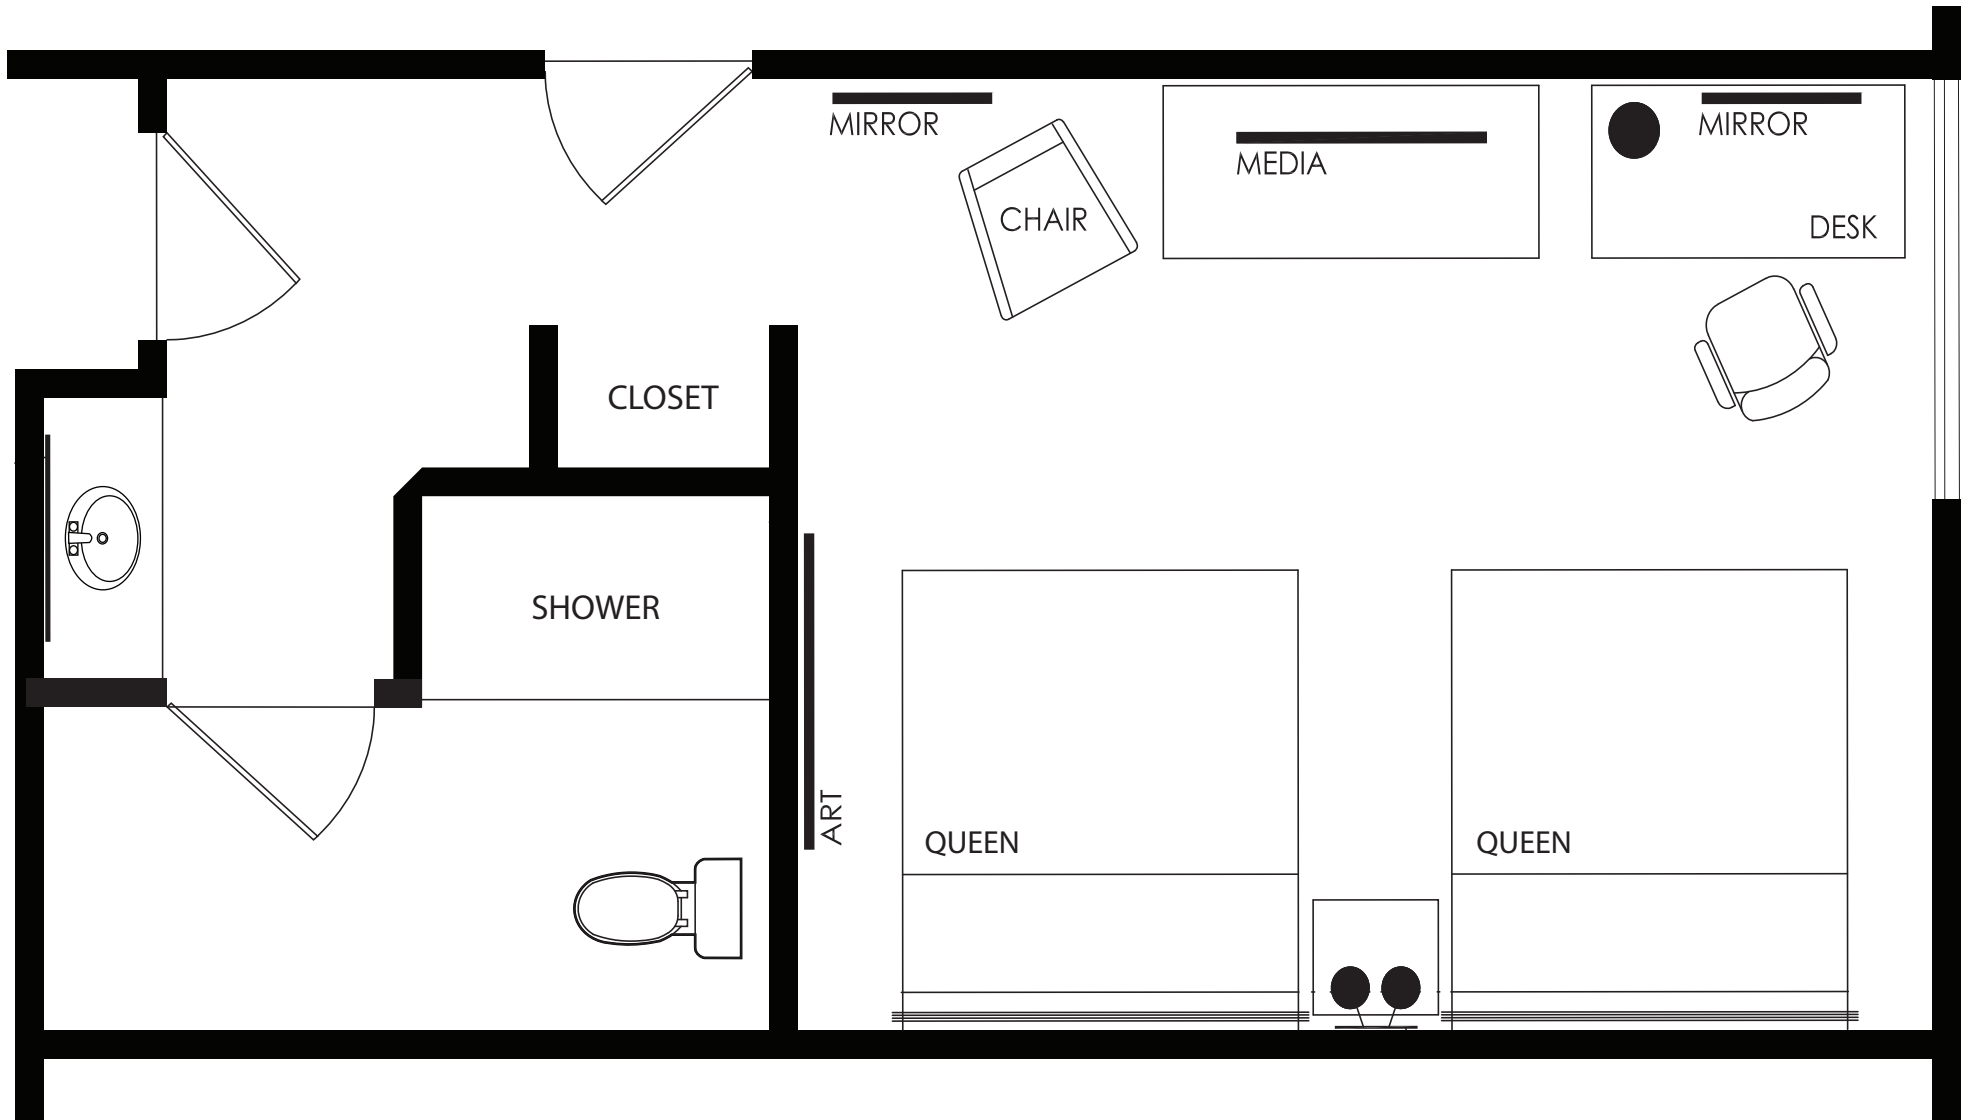 MIRROR
MIRROR
MEDIA
CHAIR
DESK
CLOSET
SHOWER
ART
QUEEN
QUEEN